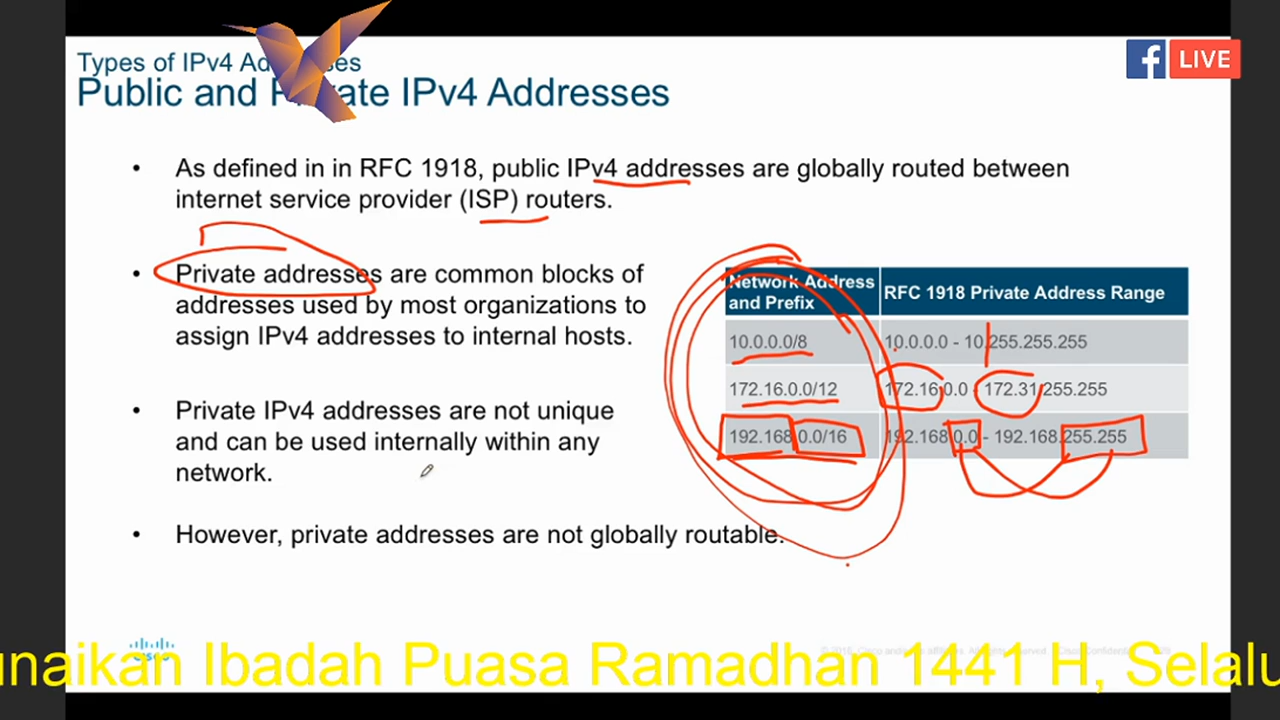 LIVE
Types of IPv4 Addresses
Public and Private IPv4 Addresses
• As defined in in RFC 1918, public IPv4 addresses are globally routed between
internet service provider (ISP) routers.
• Private addresses are common blocks of
addresses used by most organizations to
assign IPv4 addresses to internal hosts.
• Private IPv4 addresses are not unique
and can be used internally within any
network.
• However, private addresses are not globally routable.
Network Address and Prefix | RFC 1918 Private Address Range
10.0.0.0/8 | 10.0.0.0 - 10.255.255.255
172.16.0.0/12 | 172.16.0.0 - 172.31.255.255
192.168.0.0/16 | 192.168.0.0 - 192.168.255.255
cisco
unaikan Ibadah Puasa Ramadhan 1441 H, Selalu